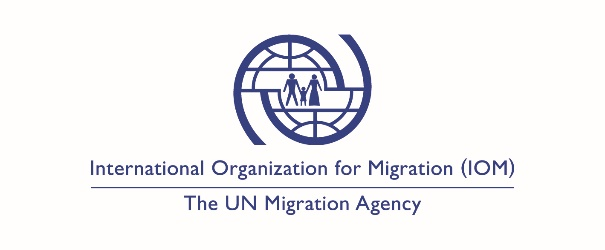 International Organization for Migration (IOM)
The UN Migration Agency